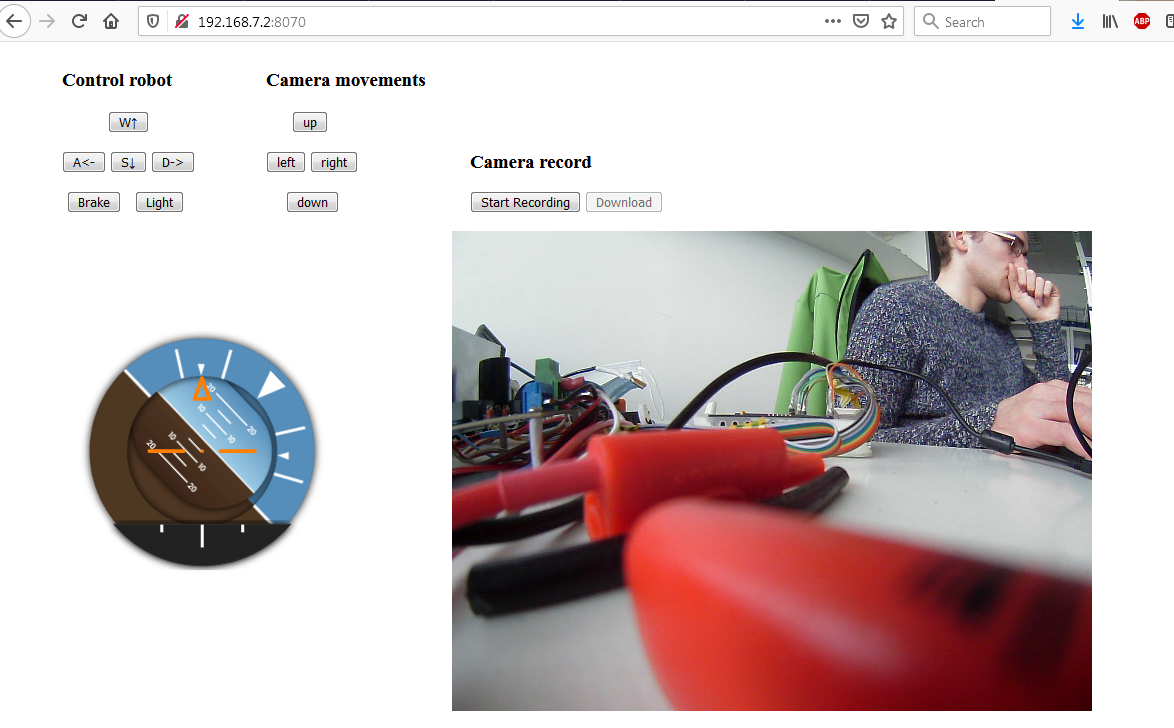 192.168.7.2:8070
Search
ABP
Control robot
Camera movements
W↑
up
A<- S↓ D->
left right
Camera record
Brake Light
down
Start Recording Download
20
10
20
10
10
20
10
20